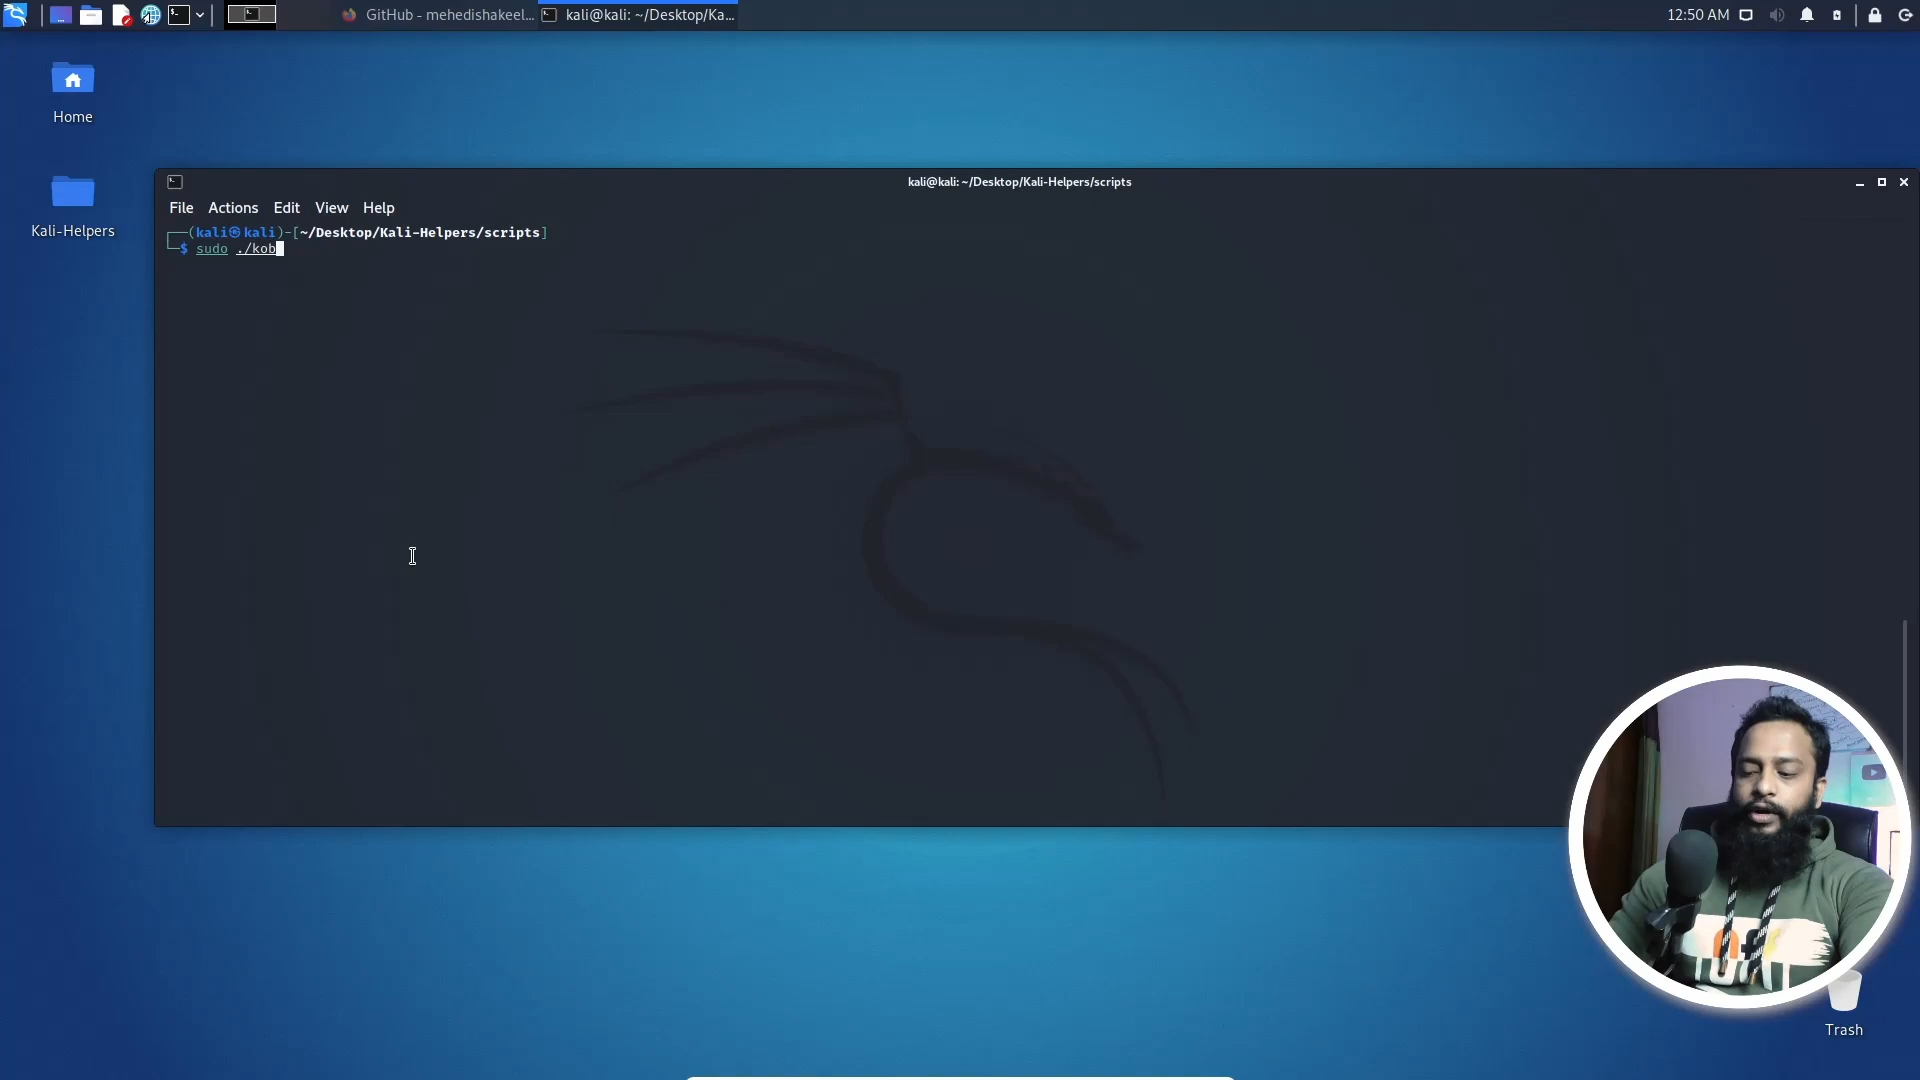 GitHub - mehedishakeel...
kali@kali: ~/Desktop/Ka...
12:50 AM
Home
Kali-Helpers
kali@kali: ~/Desktop/Kali-Helpers/scripts
File Actions Edit View Help
┌──(kali㉿kali)-[~/Desktop/Kali-Helpers/scripts]
└─$ sudo ./kob
Trash